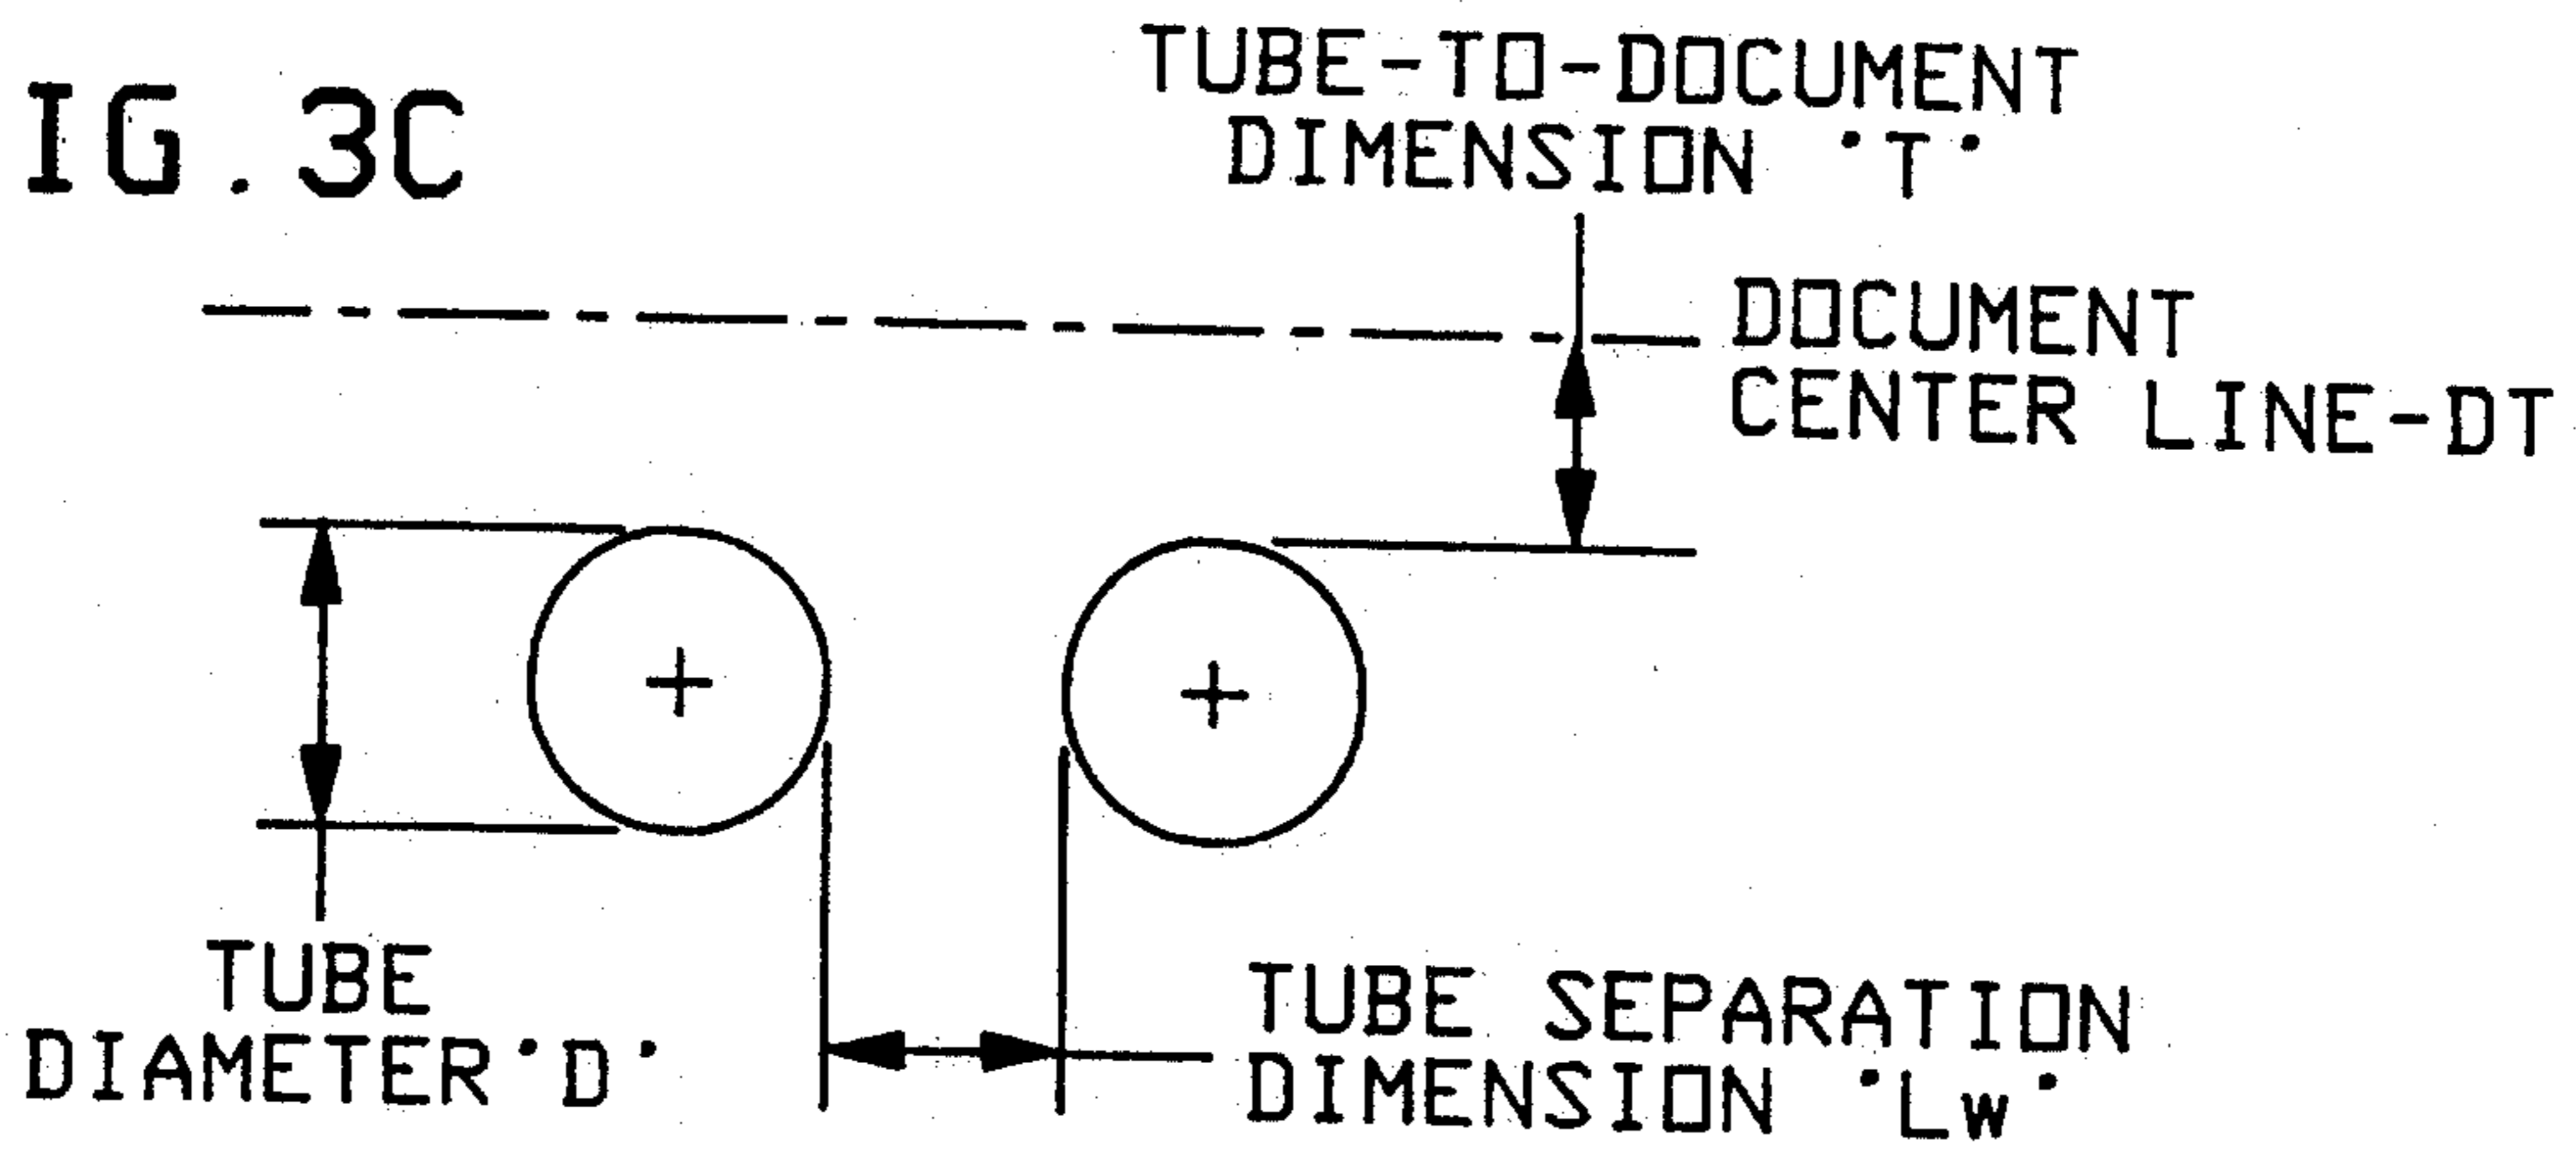 IG. 3C
TUBE-TO-DOCUMENT
DIMENSION 'T'
DOCUMENT
CENTER LINE-DT
TUBE
DIAMETER 'D'
TUBE SEPARATION
DIMENSION 'Lw'